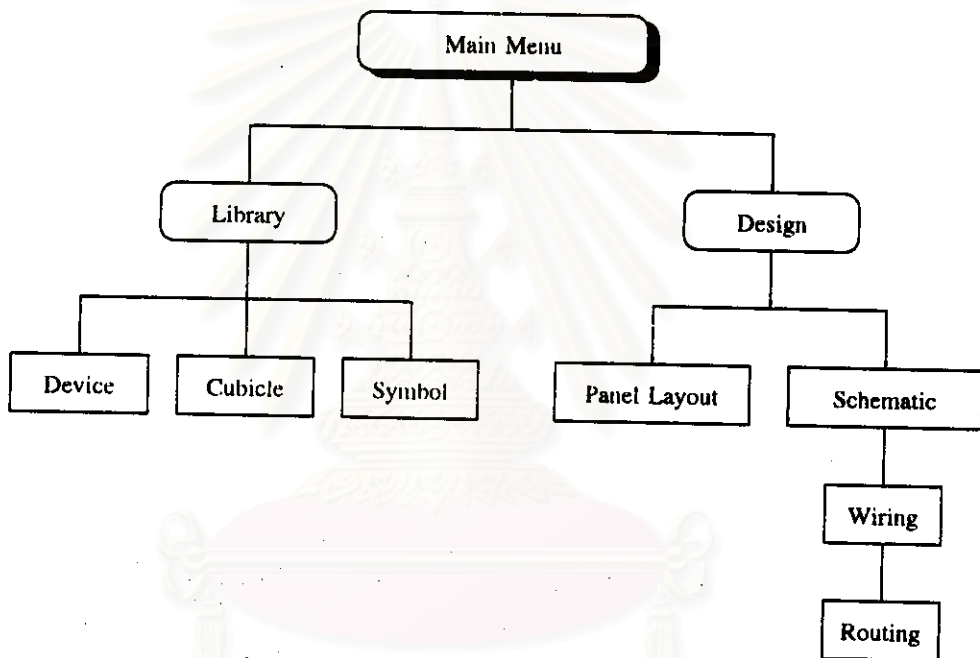 Main Menu
Library
Design
Device
Cubicle
Symbol
Panel Layout
Schematic
Wiring
Routing